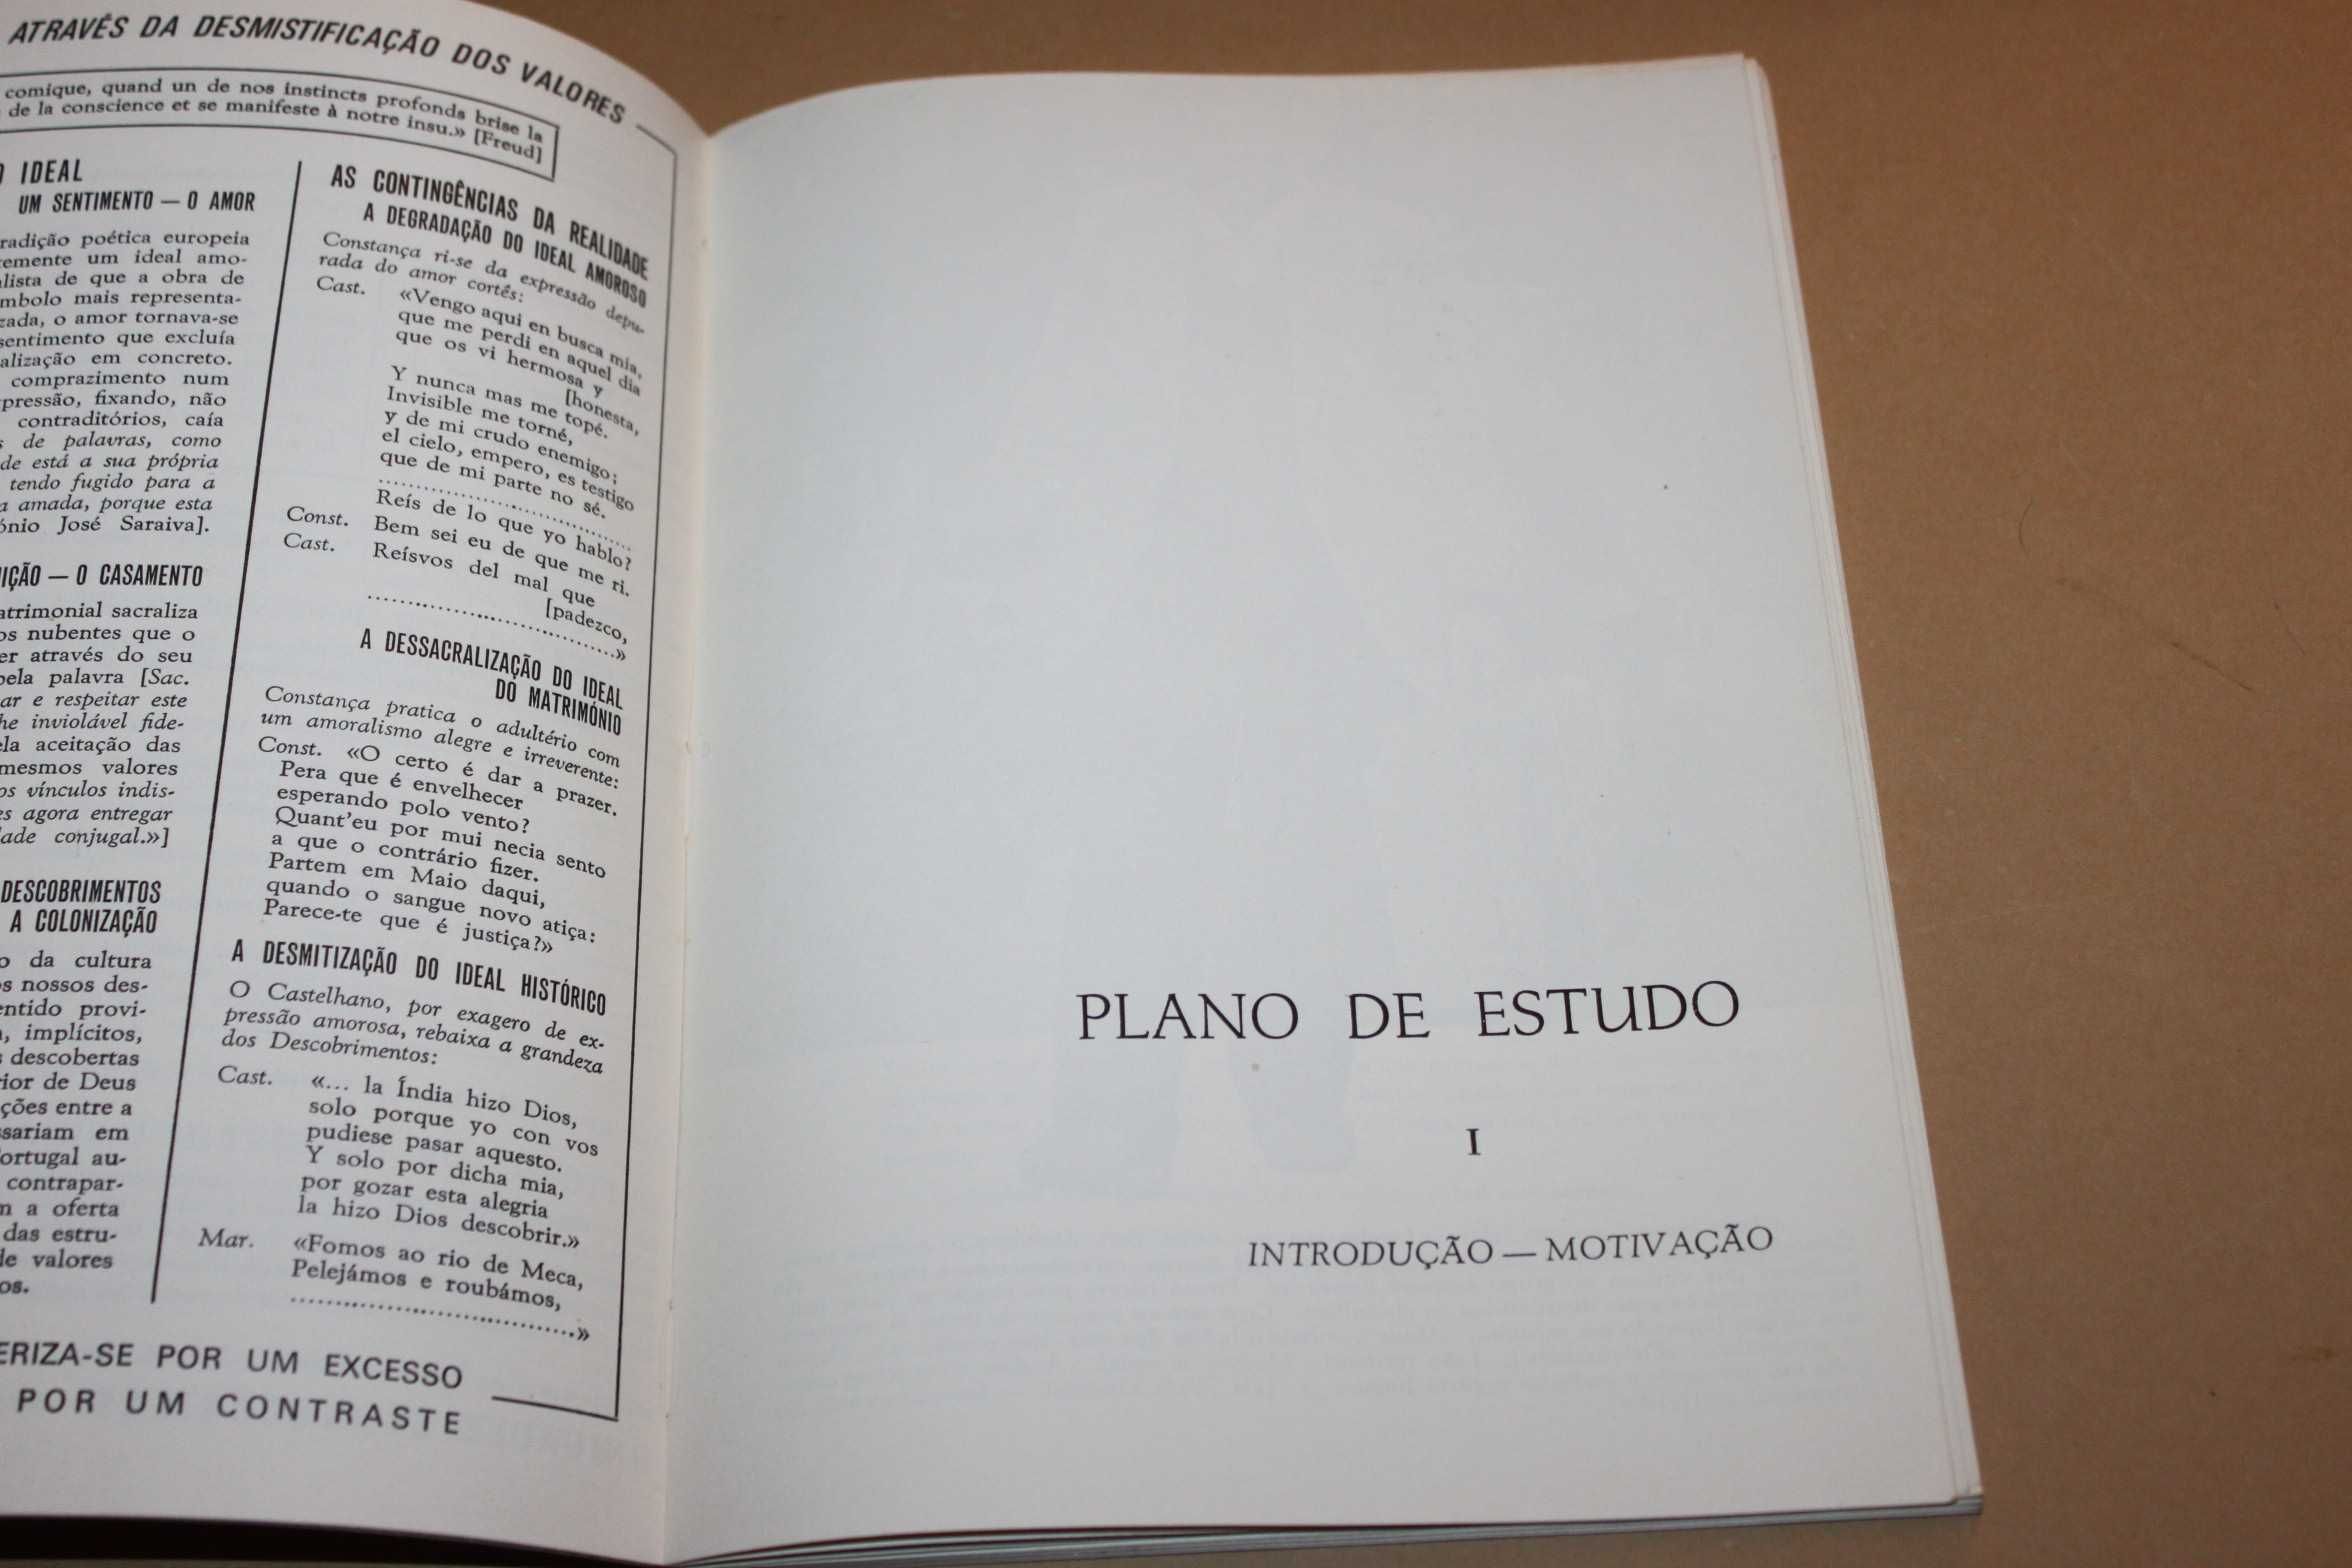 ATRAVÉS DA DESMISTIFICAÇÃO DOS VALORES
comique, quand un de nos instincts profonds brise la
de la conscience et se manifeste à notre insu.» [Freud]
IDEAL
UM SENTIMENTO — O AMOR
radição poética europeia
emente um ideal amo-
lista de que a obra de
mbolo mais representa-
zada, o amor tornava-se
sentimento que excluía
alização em concreto.
comprazimento num
pressão, fixando, não
contraditórios, caía
de palavras, como
de está a sua própria
tendo fugido para a
amada, porque esta
ónio José Saraiva].
IÇÃO — O CASAMENTO
atrimonial sacraliza
os nubentes que o
er através do seu
pela palavra [Sac.
ar e respeitar este
he inviolável fide-
ela aceitação das
mesmos valores
os vínculos indis-
es agora entregar
dade conjugal.»]
DESCOBRIMENTOS
A COLONIZAÇÃO
o da cultura
os nossos des-
entido provi-
, implícitos,
descobertas
rior de Deus
ções entre a
ssariam em
Portugal au-
contrapar-
m a oferta
das estru-
de valores
os.
AS CONTINGÊNCIAS DA REALIDADE
A DEGRADAÇÃO DO IDEAL AMOROSO
Constança ri-se da expressão depu-
rada do amor cortês:
Cast. «Vengo aqui en busca mia,
que me perdi en aquel dia
que os vi hermosa y
[honesta,
Y nunca mas me topé.
Invisible me torné,
y de mi crudo enemigo;
el cielo, empero, es testigo
que de mi parte no sé.
........................................
Reís de lo que yo hablo?
Const. Bem sei eu de que me ri.
Cast. Reísvos del mal que
[padezco,
........................................»
A DESSACRALIZAÇÃO DO IDEAL
DO MATRIMÓNIO
Constança pratica o adultério com
um amoralismo alegre e irreverente:
Const. «O certo é dar a prazer.
Pera que é envelhecer
esperando polo vento?
Quant'eu por mui necia sento
a que o contrário fizer.
Partem em Maio daqui,
quando o sangue novo atiça:
Parece-te que é justiça?»
A DESMITIZAÇÃO DO IDEAL HISTÓRICO
O Castelhano, por exagero de ex-
pressão amorosa, rebaixa a grandeza
dos Descobrimentos:
Cast. «... la Índia hizo Dios,
solo porque yo con vos
pudiese pasar aquesto.
Y solo por dicha mia,
por gozar esta alegria
la hizo Dios descobrir.»
Mar. «Fomos ao rio de Meca,
Pelejámos e roubámos,
........................................»
ERIZA-SE POR UM EXCESSO
POR UM CONTRASTE
PLANO DE ESTUDO
I
INTRODUÇÃO — MOTIVAÇÃO